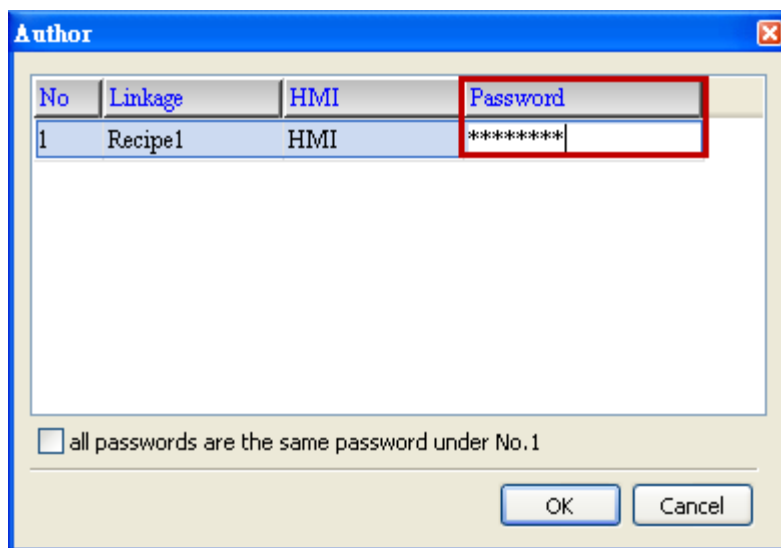 Author
No Linkage HMI Password
1 Recipe1 HMI ********
all passwords are the same password under No.1
OK Cancel